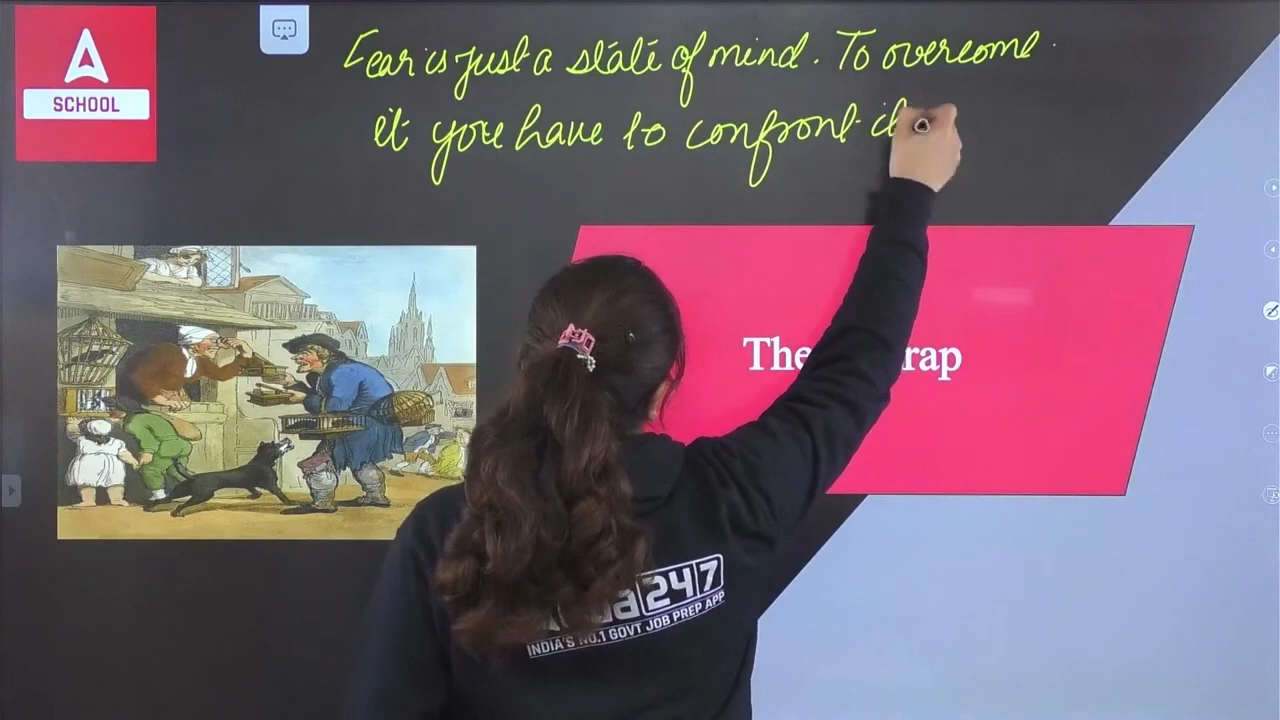 SCHOOL
Fear is just a state of mind. To overcome
it you have to confront it
The rap
a247
INDIA'S NO.1 GOVT JOB PREP APP